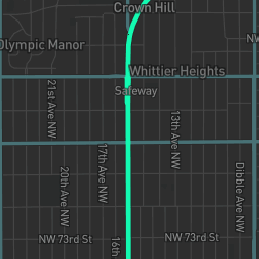 Crown Hill
NW
Olympic Manor
Whittier Heights
Safeway
21st Ave NW
13th Ave NW
17th Ave NW
20th Ave NW
Dibble Ave NW
NW 73rd St
NW 73rd St
16th